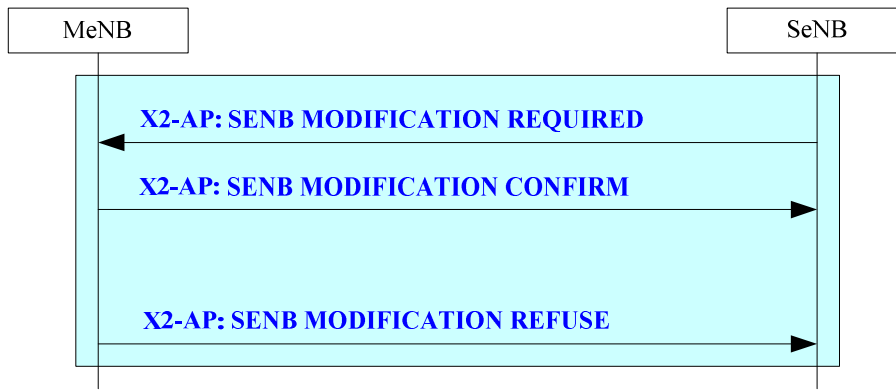 MeNB
SeNB
X2-AP: SENB MODIFICATION REQUIRED
X2-AP: SENB MODIFICATION CONFIRM
X2-AP: SENB MODIFICATION REFUSE